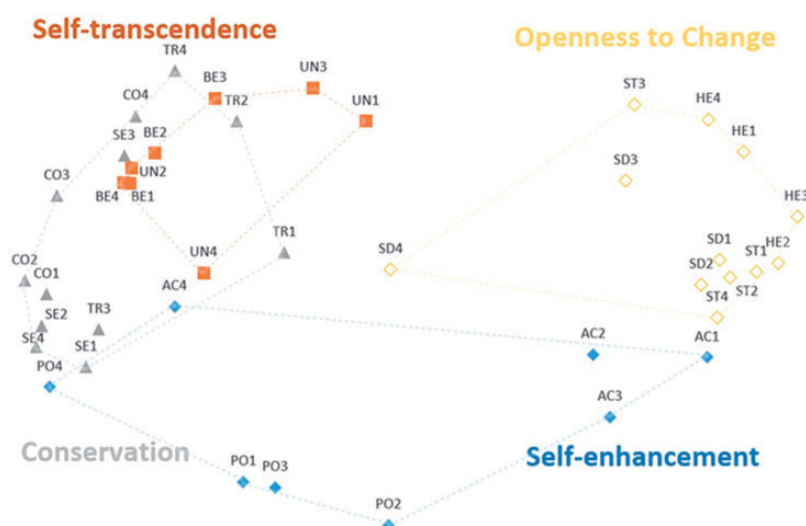 Self-transcendence
Openness to Change
TR4
BE3
UN3
ST3
CO4
TR2
UN1
HE4
SE3
BE2
HE1
UN2
SD3
CO3
BE4
BE1
HE3
TR1
UN4
SD4
SD1
ST1
HE2
CO2
CO1
SD2
ST2
AC4
ST4
SE2
TR3
SE4
SE1
AC2
AC1
PO4
AC3
Conservation
Self-enhancement
PO1
PO3
PO2